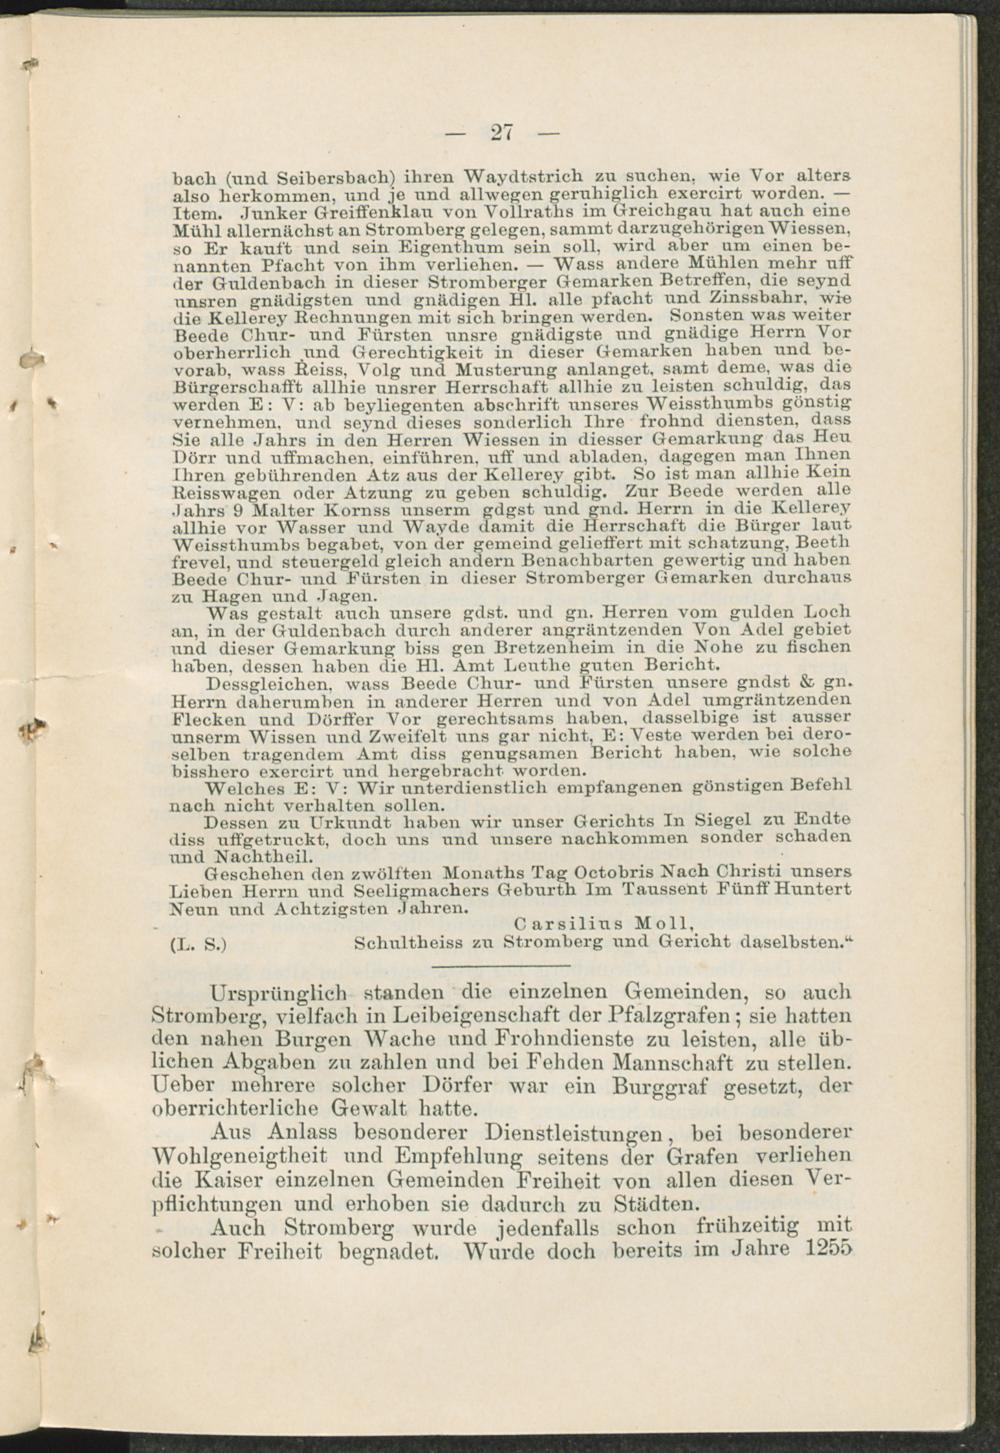 — 27 —
bach (und Seibersbach) ihren Waydtstrich zu suchen, wie Vor alters
also herkommen, und je und allwegen geruhiglich exercirt worden. —
Item. Junker Greiffenklau von Vollraths im Greichgau hat auch eine
Mühl allernächst an Stromberg gelegen, sammt darzugehörigen Wiessen,
so Er kauft und sein Eigenthum sein soll, wird aber um einen be-
nannten Pfacht von ihm verliehen. — Wass andere Mühlen mehr uff
der Guldenbach in dieser Stromberger Gemarken Betreffen, die seynd
unsren gnädigsten und gnädigen Hl. alle pfacht und Zinssbahr, wie
die Kellerey Rechnungen mit sich bringen werden. Sonsten was weiter
Beede Chur- und Fürsten unsre gnädigste und gnädige Herrn Vor
oberherrlich und Gerechtigkeit in dieser Gemarken haben und be-
vorab, wass Reiss, Volg und Musterung anlanget, samt deme, was die
Bürgerschafft allhie unsrer Herrschaft allhie zu leisten schuldig, das
werden E: V: ab beyliegenten abschrift unseres Weissthumbs günstig
vernehmen, und seynd dieses sonderlich Ihre frohnd diensten, dass
Sie alle Jahrs in den Herren Wiessen in diesser Gemarkung das Heu
Dörr und uffmachen, einführen, uff und abladen, dagegen man Ihnen
Ihren gebührenden Atz aus der Kellerey gibt. So ist man allhie Kein
Reisswagen oder Atzung zu geben schuldig. Zur Beede werden alle
Jahrs 9 Malter Kornss unserm gdgst und gnd. Herrn in die Kellerey
allhie vor Wasser und Wayde damit die Herrschaft die Bürger laut
Weissthumbs begabet, von der gemeind gelieffert mit schatzung, Beeth
frevel, und steuergeld gleich andern Benachbarten gewertig und haben
Beede Chur- und Fürsten in dieser Stromberger Gemarken durchaus
zu Hagen und Jagen.
Was gestalt auch unsere gdst. und gn. Herren vom gulden Loch
an, in der Guldenbach durch anderer angräntzenden Von Adel gebiet
und dieser Gemarkung biss gen Bretzenheim in die Nohe zu fischen
haben, dessen haben die Hl. Amt Leuthe guten Bericht.
Dessgleichen, wass Beede Chur- und Fürsten unsere gndst & gn.
Herrn daherumben in anderer Herren und von Adel umgräntzenden
Flecken und Dörffer Vor gerechtsams haben, dasselbige ist ausser
unserm Wissen und Zweifelt uns gar nicht, E: Veste werden bei dero-
selben tragendem Amt diss genugsamen Bericht haben, wie solche
bisshero exercirt und hergebracht worden.
Welches E: V: Wir unterdienstlich empfangenen gönstigen Befehl
nach nicht verhalten sollen.
Dessen zu Urkundt haben wir unser Gerichts In Siegel zu Endte
diss uffgetruckt, doch uns und unsere nachkommen sonder schaden
und Nachtheil.
Geschehen den zwölften Monaths Tag Octobris Nach Christi unsers
Lieben Herrn und Seeligmachers Geburth Im Taussent Fünff Huntert
Neun und Achtzigsten Jahren.
Carsilius Moll,
(L. S.) Schultheiss zu Stromberg und Gericht daselbsten.“
Ursprünglich standen die einzelnen Gemeinden, so auch
Stromberg, vielfach in Leibeigenschaft der Pfalzgrafen; sie hatten
den nahen Burgen Wache und Frohndienste zu leisten, alle üb-
lichen Abgaben zu zahlen und bei Fehden Mannschaft zu stellen.
Ueber mehrere solcher Dörfer war ein Burggraf gesetzt, der
oberrichterliche Gewalt hatte.
Aus Anlass besonderer Dienstleistungen, bei besonderer
Wohlgeneigtheit und Empfehlung seitens der Grafen verliehen
die Kaiser einzelnen Gemeinden Freiheit von allen diesen Ver-
pflichtungen und erhoben sie dadurch zu Städten.
Auch Stromberg wurde jedenfalls schon frühzeitig mit
solcher Freiheit begnadet. Wurde doch bereits im Jahre 1255